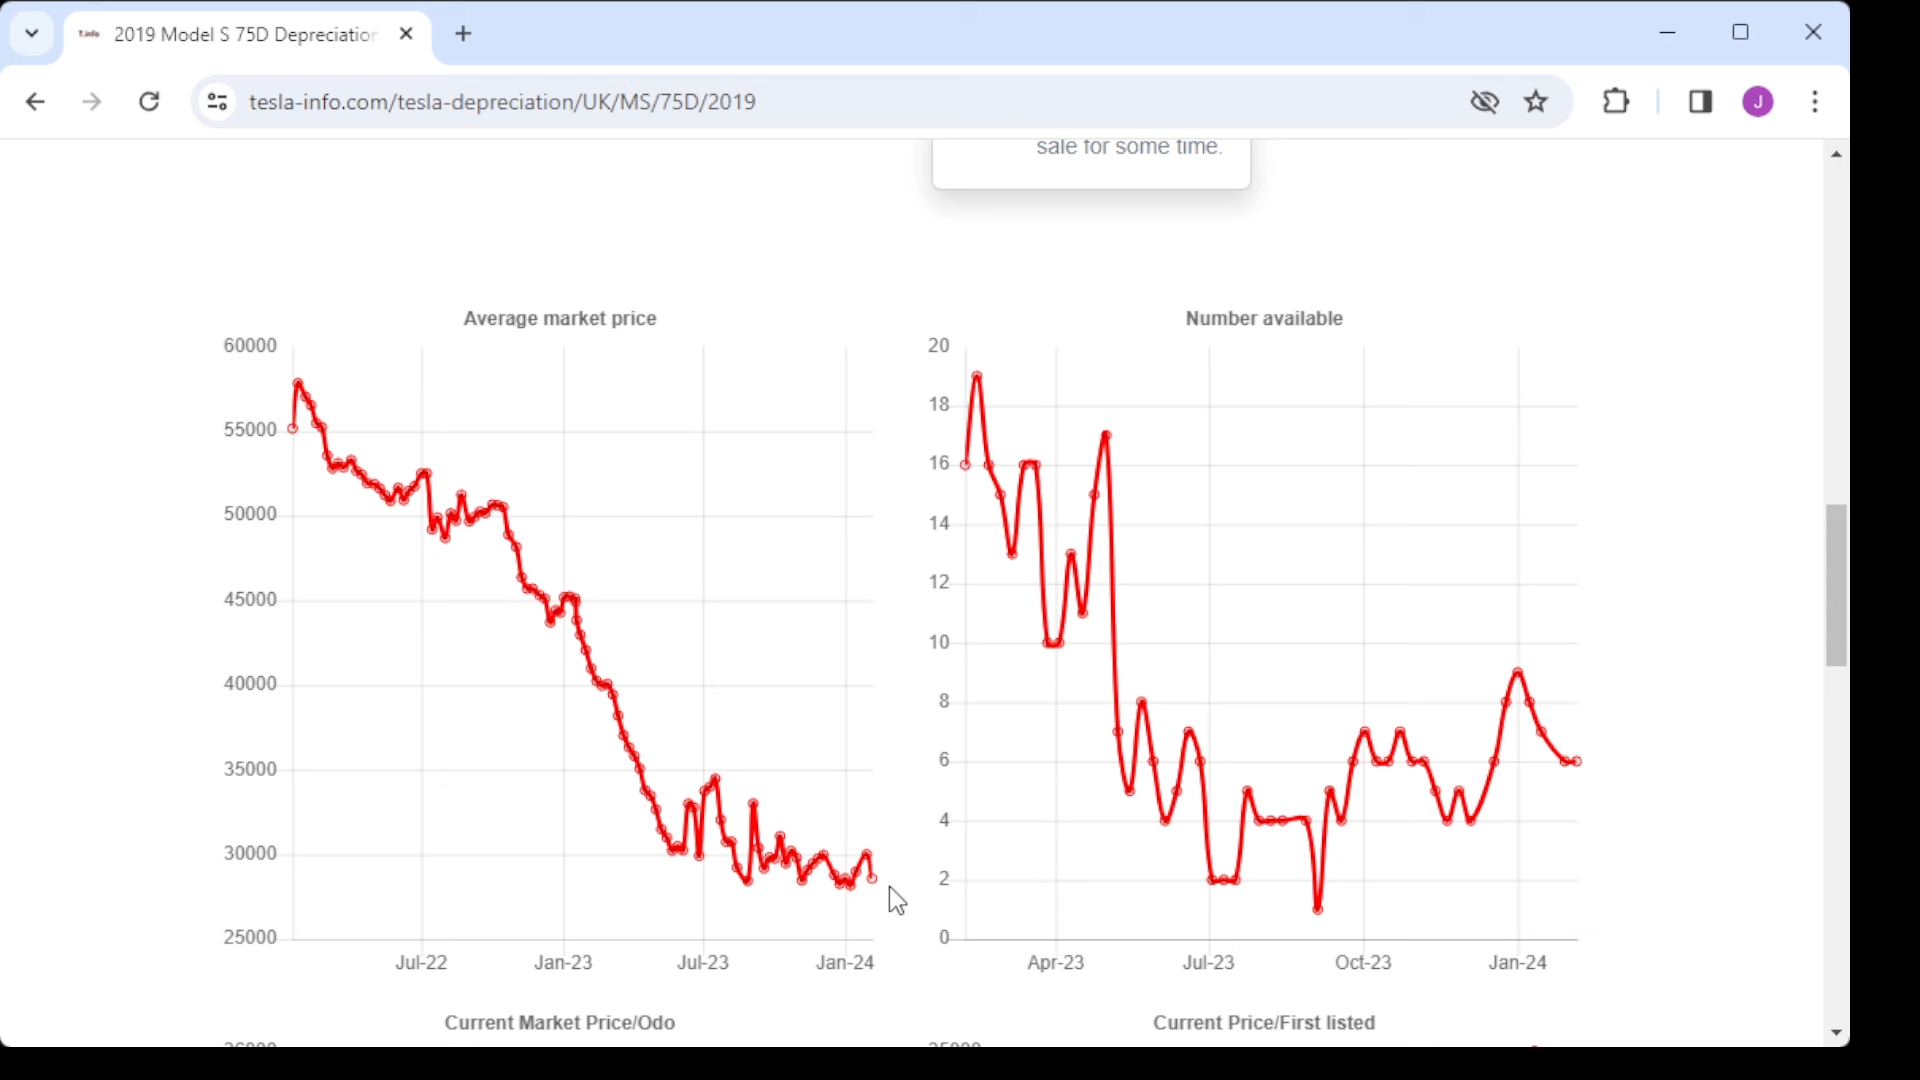 T.info 2019 Model S 75D Depreciation
tesla-info.com/tesla-depreciation/UK/MS/75D/2019
J
sale for some time.
Average market price
60000
55000
50000
45000
40000
35000
30000
25000
Jul-22 Jan-23 Jul-23 Jan-24
Number available
20
18
16
14
12
10
8
6
4
2
0
Apr-23 Jul-23 Oct-23 Jan-24
Current Market Price/Odo
Current Price/First listed